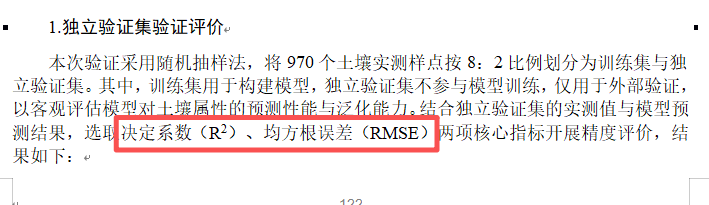 1.独立验证集验证评价
本次验证采用随机抽样法，将 970 个土壤实测样点按 8：2 比例划分为训练集与独
立验证集。其中，训练集用于构建模型，独立验证集不参与模型训练，仅用于外部验证，
以客观评估模型对土壤属性的预测性能与泛化能力。结合独立验证集的实测值与模型预
测结果，选取决定系数（R²）、均方根误差（RMSE）两项核心指标开展精度评价，结
果如下：
122